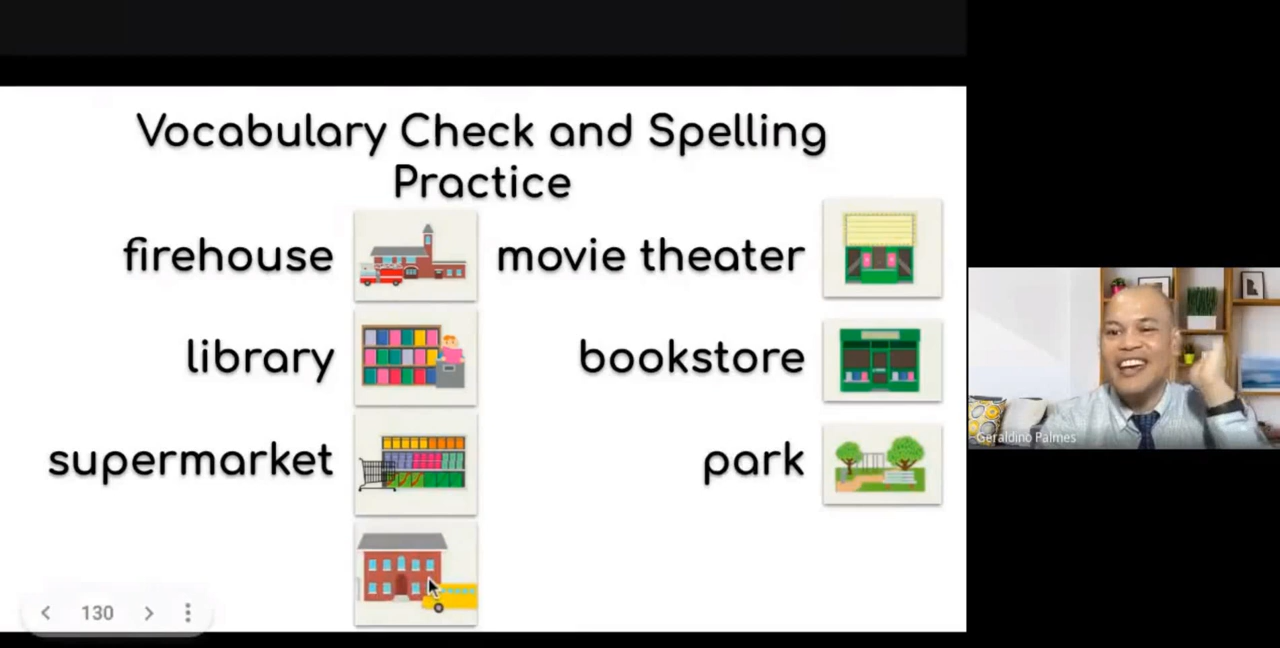 Vocabulary Check and Spelling
Practice
firehouse
movie theater
library
bookstore
supermarket
park
130
Geraldino Palmes